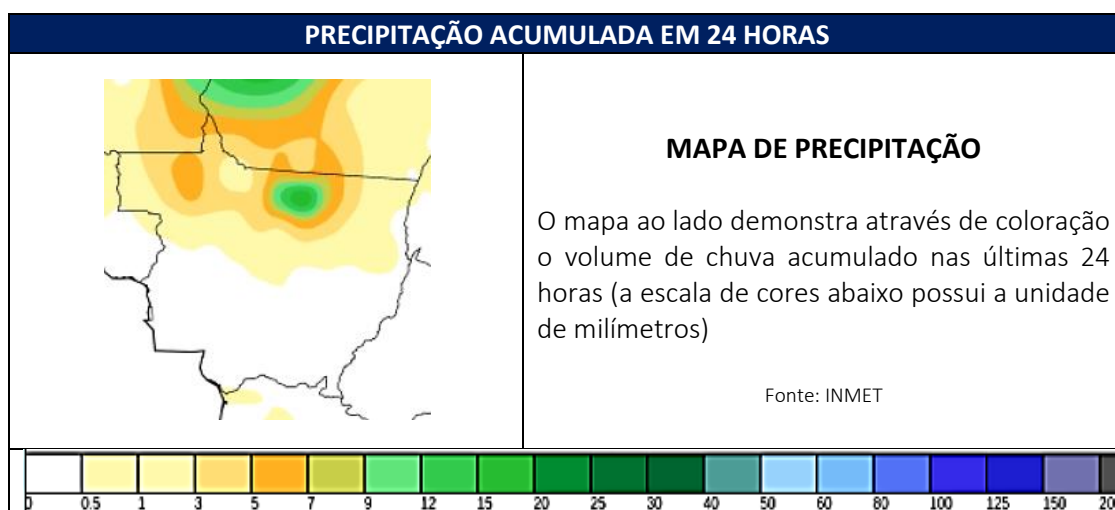 PRECIPITAÇÃO ACUMULADA EM 24 HORAS
MAPA DE PRECIPITAÇÃO
O mapa ao lado demonstra através de coloração
o volume de chuva acumulado nas últimas 24
horas (a escala de cores abaixo possui a unidade
de milímetros)
Fonte: INMET
0 0.5 1 3 5 7 9 12 15 20 25 30 40 50 60 80 100 125 150